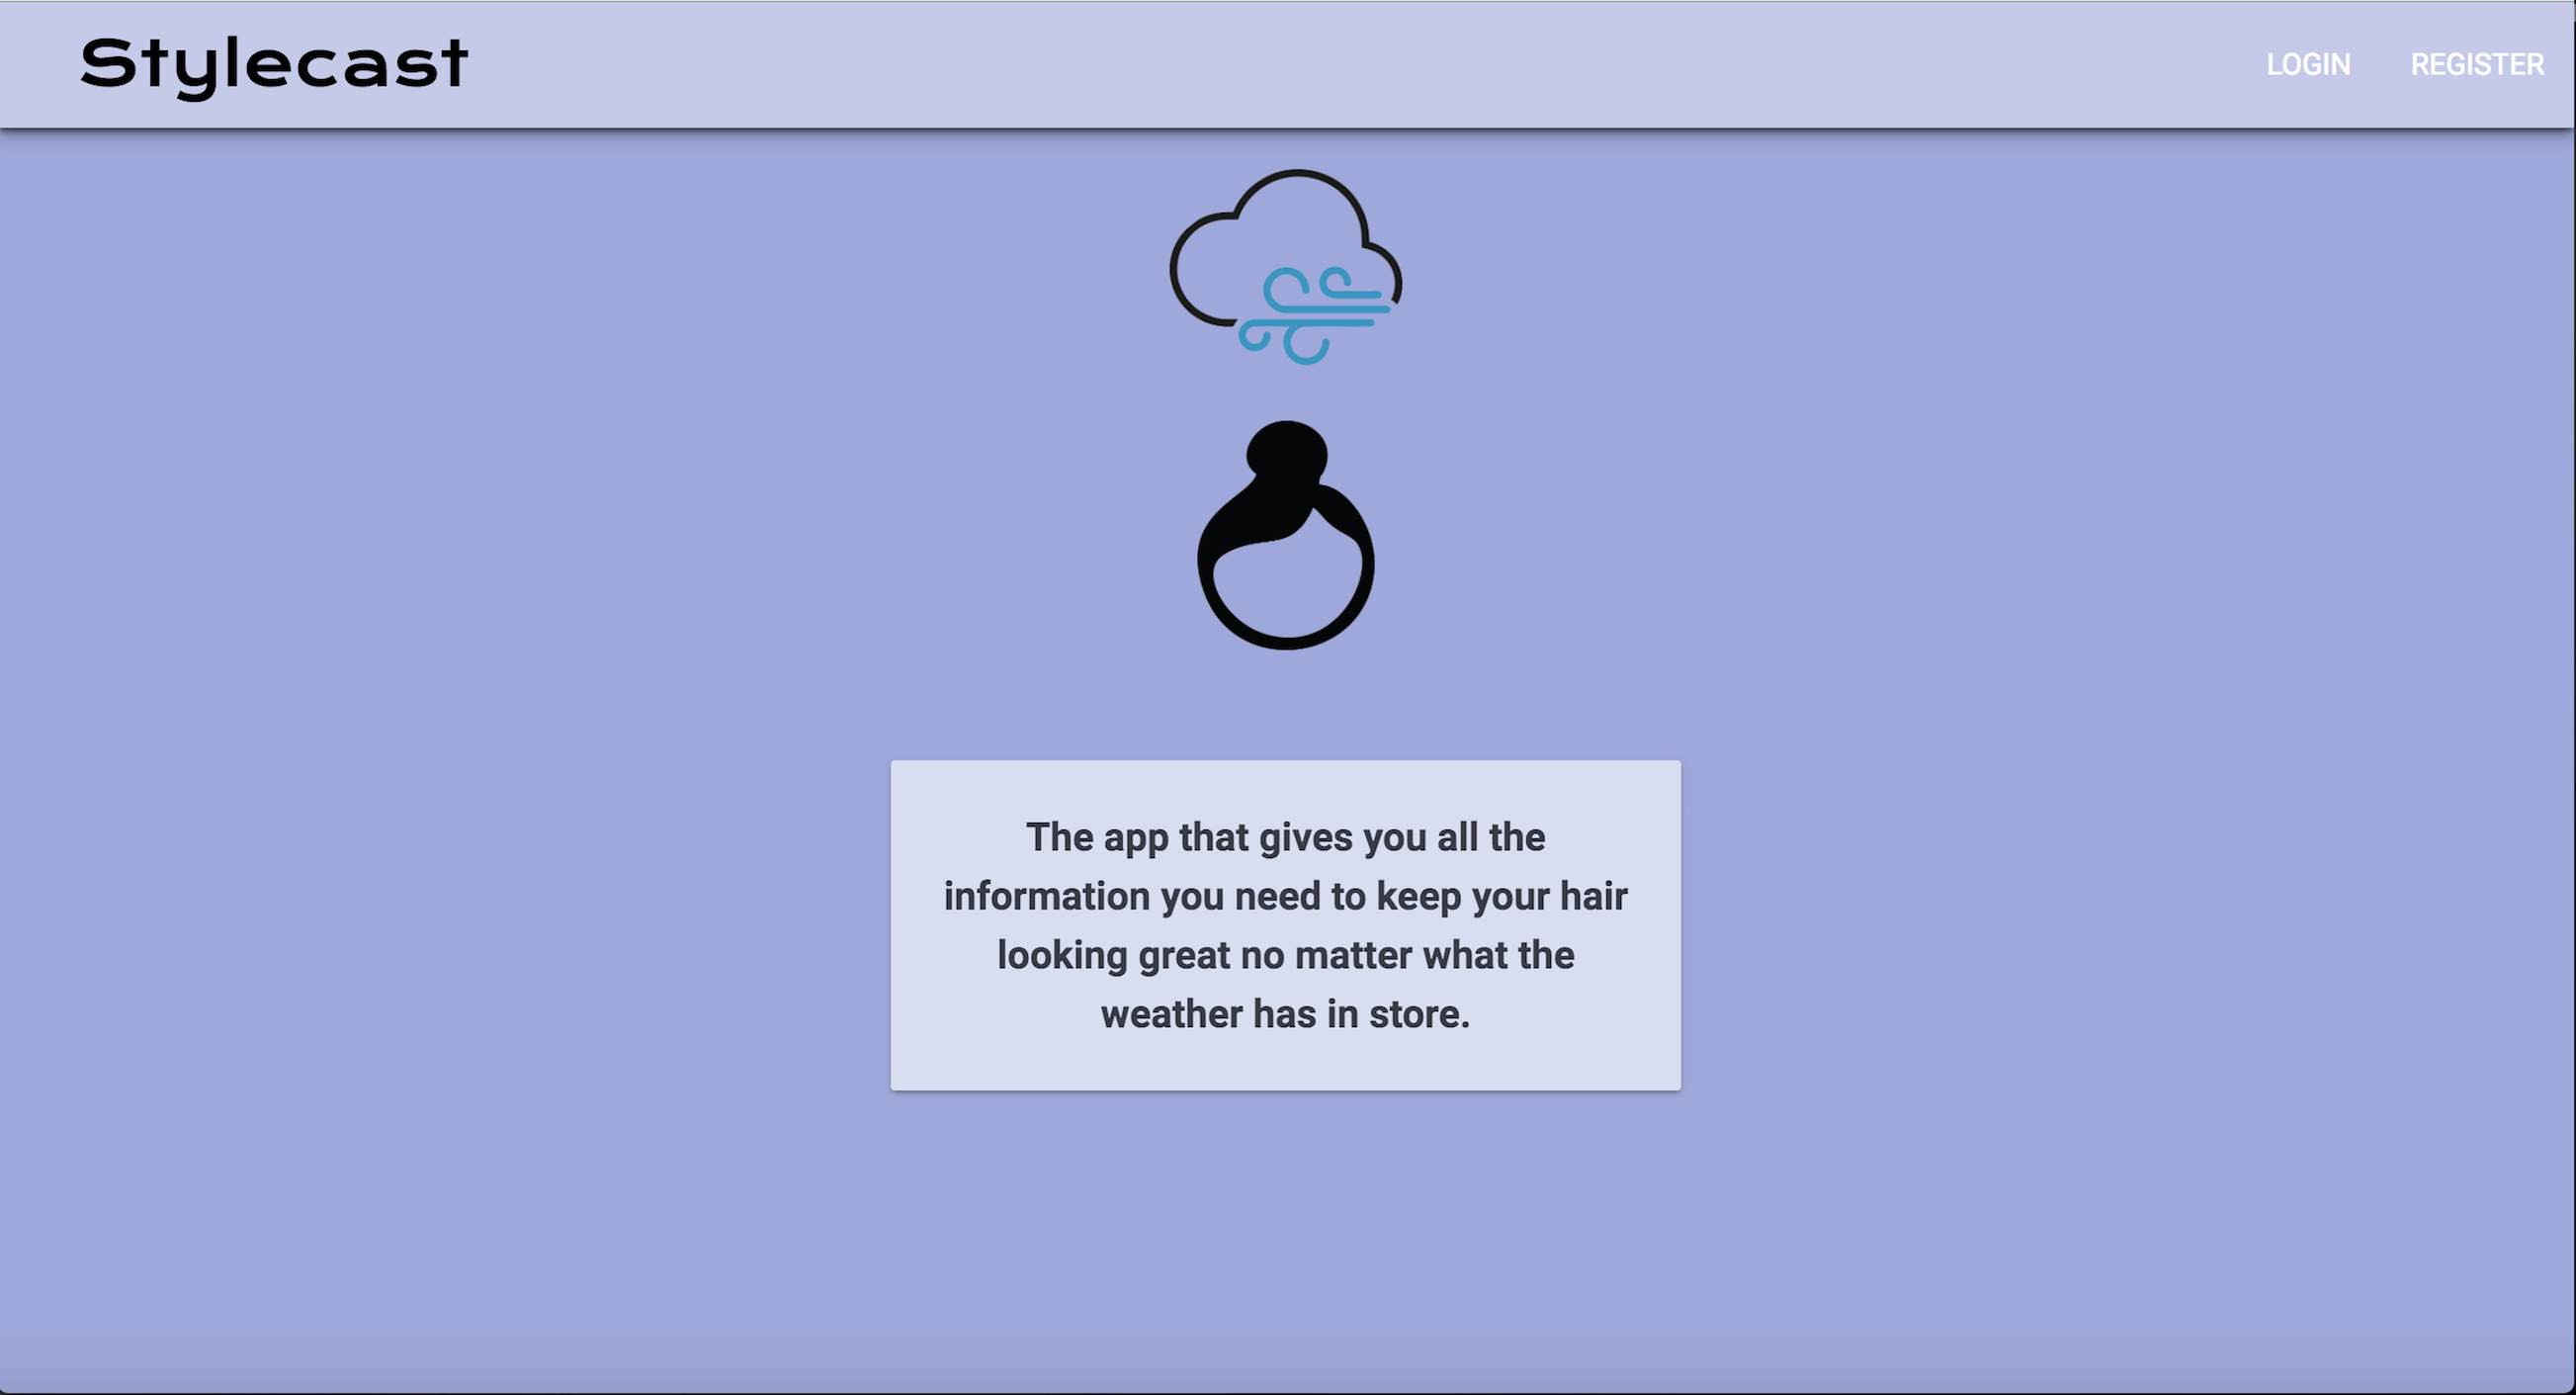 Stylecast
LOGIN
REGISTER
The app that gives you all the
information you need to keep your hair
looking great no matter what the
weather has in store.